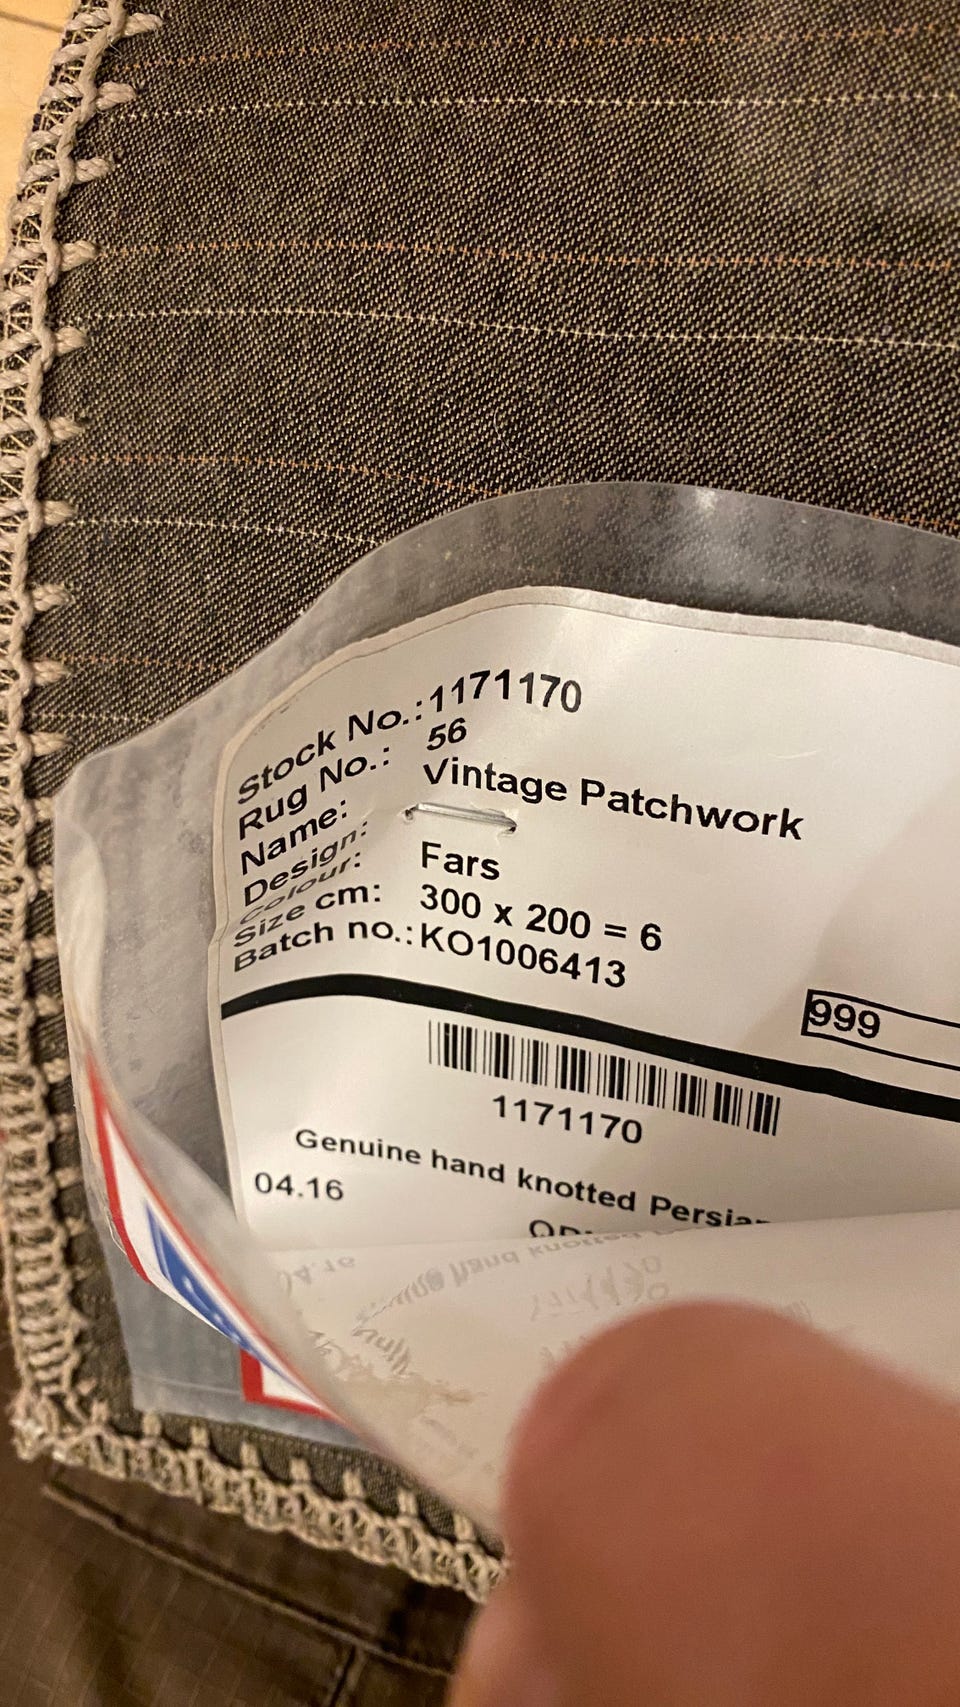 Stock No.: 1171170
Rug No.: 56
Name: Vintage Patchwork
Design:
Colour: Fars
Size cm: 300 x 200 = 6
Batch no.: KO1006413
999
1171170
Genuine hand knotted
04.16